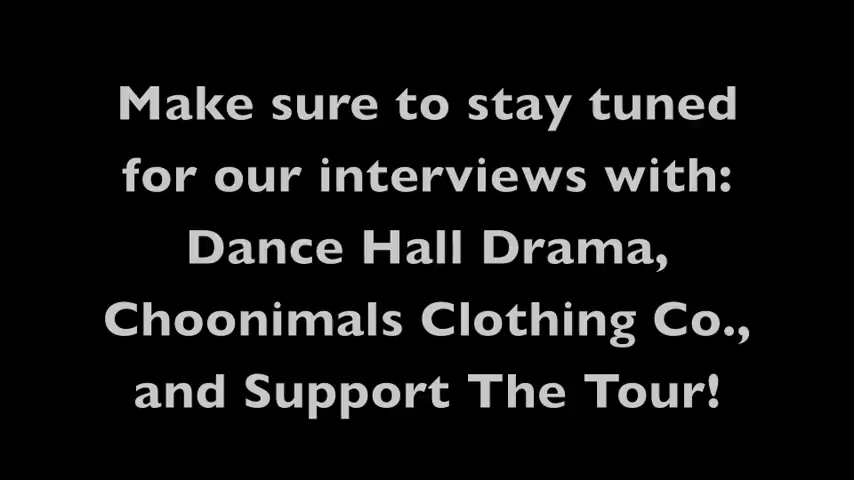 Make sure to stay tuned
for our interviews with:
Dance Hall Drama,
Choonimals Clothing Co.,
and Support The Tour!